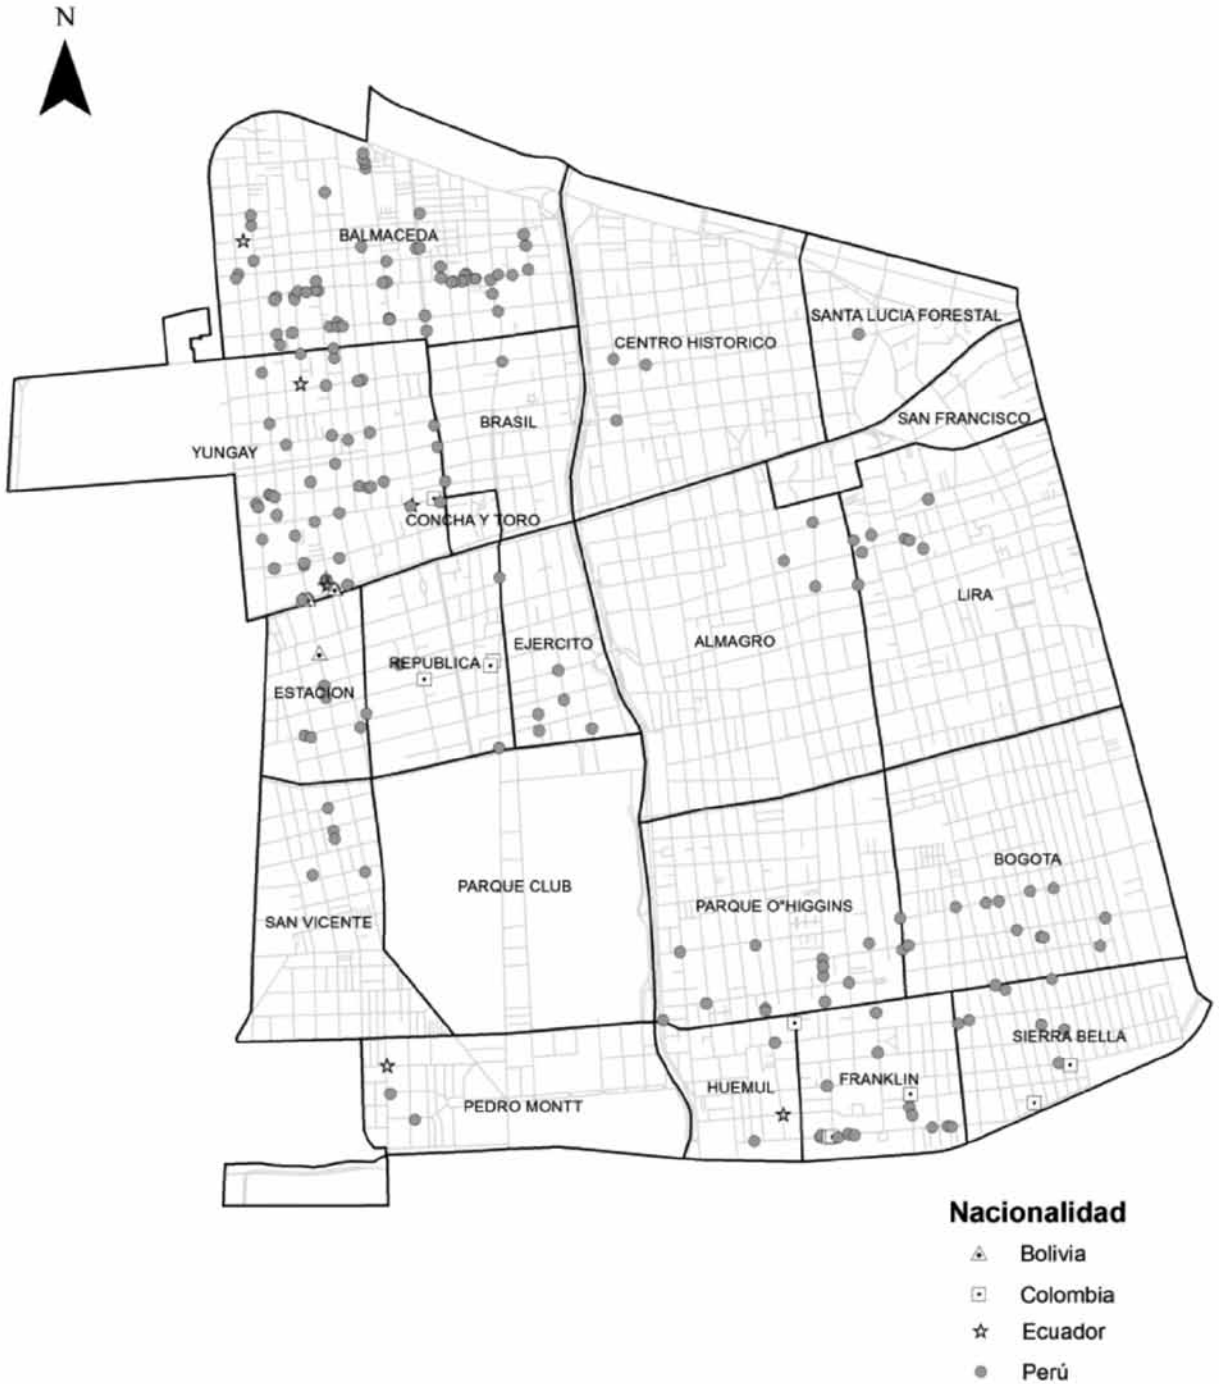 N
BALMACEDA
SANTA LUCIA FORESTAL
CENTRO HISTORICO
SAN FRANCISCO
BRASIL
YUNGAY
CONCHA Y TORO
LIRA
EJERCITO
ALMAGRO
REPUBLICA
ESTACION
BOGOTA
PARQUE CLUB
PARQUE O"HIGGINS
SAN VICENTE
SIERRA BELLA
FRANKLIN
HUEMUL
PEDRO MONTT
Nacionalidad
Bolivia
Colombia
Ecuador
Perú